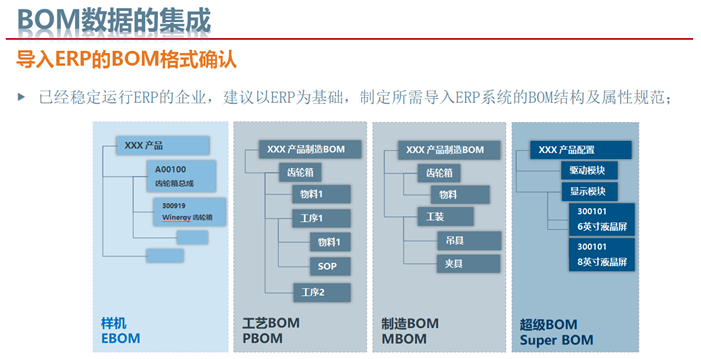 BOM数据的集成
导入ERP的BOM格式确认
已经稳定运行ERP的企业，建议以ERP为基础，制定所需导入ERP系统的BOM结构及属性规范；
XXX 产品
A00100
齿轮箱总成
300919
Winergy 齿轮箱
样机
EBOM
XXX 产品制造BOM
齿轮箱
物料1
工序1
物料1
SOP
工序2
工艺BOM
PBOM
XXX 产品制造BOM
齿轮箱
物料
工装
吊具
夹具
制造BOM
MBOM
XXX 产品配置
驱动模块
显示模块
300101
6英寸液晶屏
300101
8英寸液晶屏
超级BOM
Super BOM